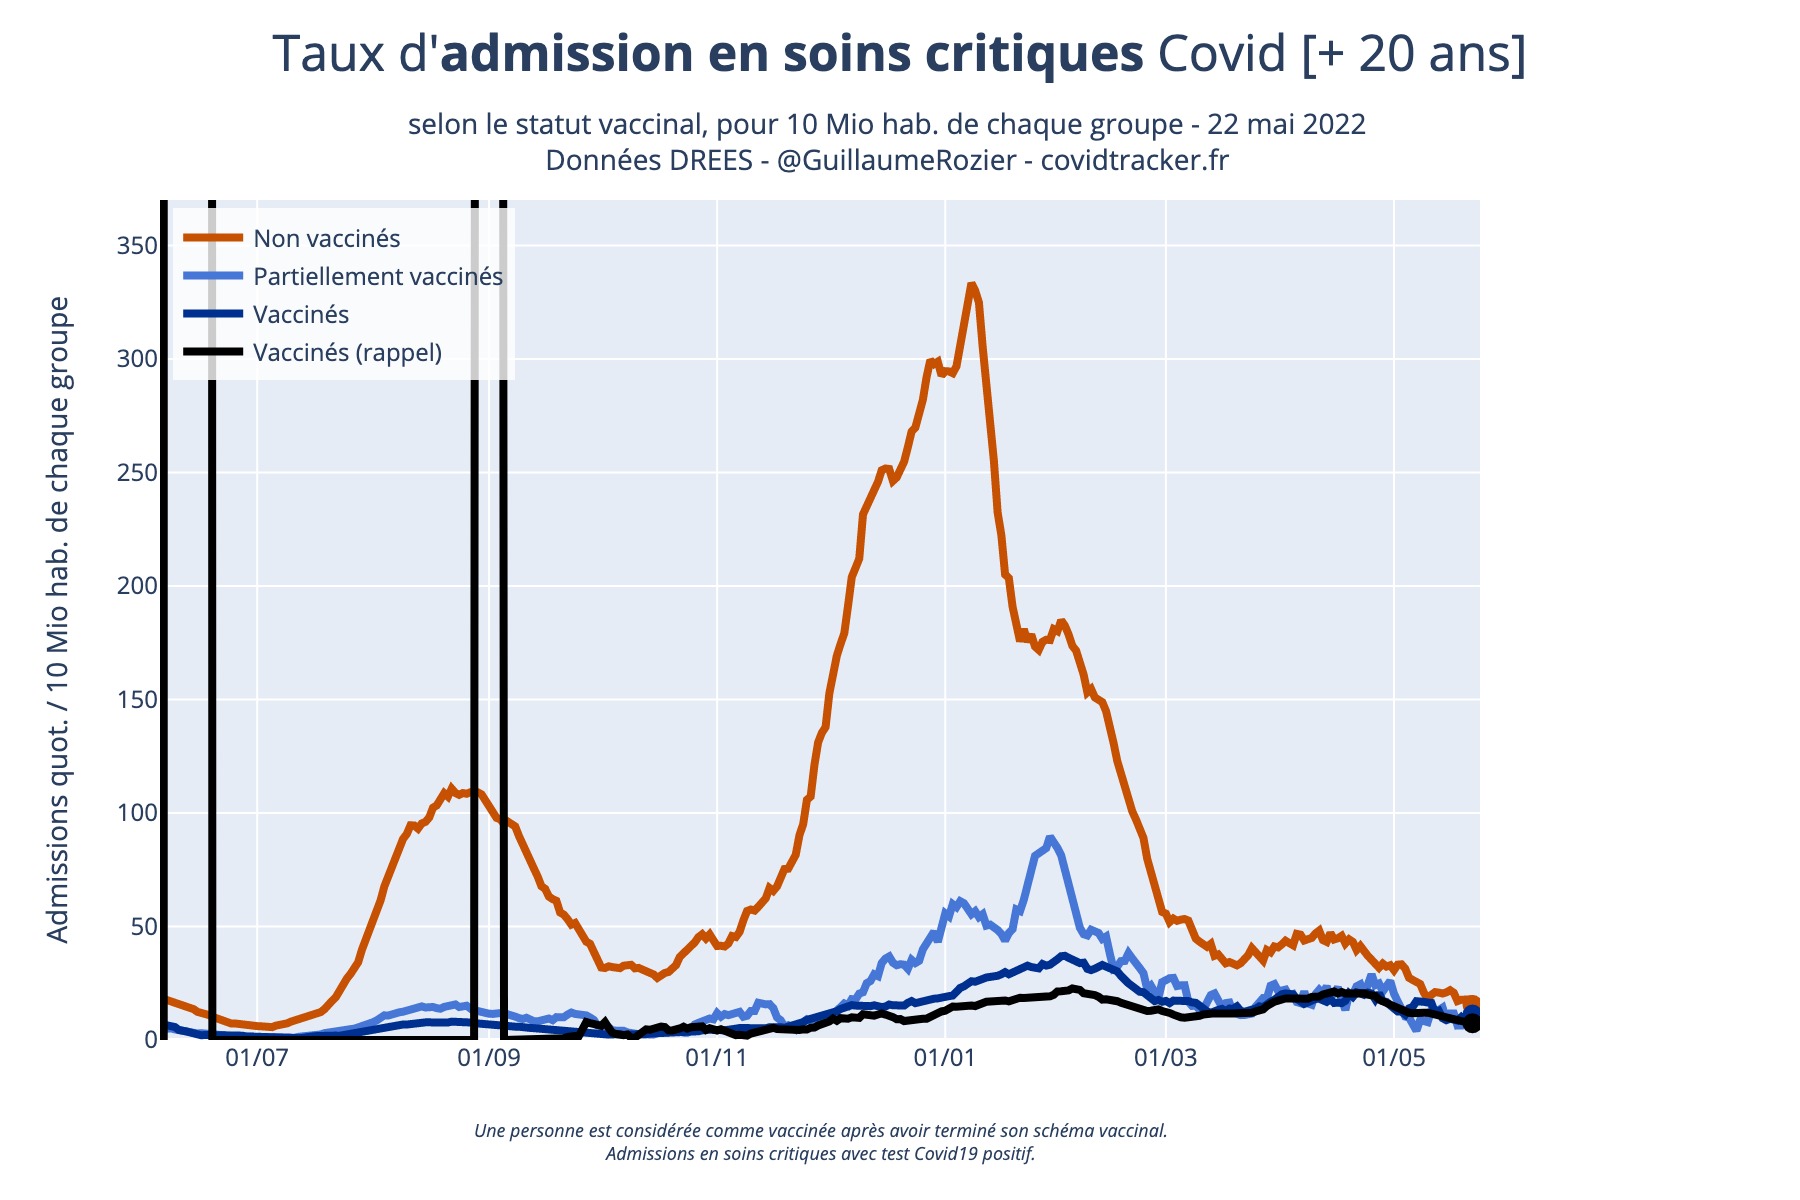 Taux d'admission en soins critiques Covid [+ 20 ans]
selon le statut vaccinal, pour 10 Mio hab. de chaque groupe - 22 mai 2022
Données DREES - @GuillaumeRozier - covidtracker.fr
Non vaccinés
Partiellement vaccinés
Vaccinés
Vaccinés (rappel)
Admissions quot. / 10 Mio hab. de chaque groupe
350
300
250
200
150
100
50
0
01/07
01/09
01/11
01/01
01/03
01/05
Une personne est considérée comme vaccinée après avoir terminé son schéma vaccinal.
Admissions en soins critiques avec test Covid19 positif.